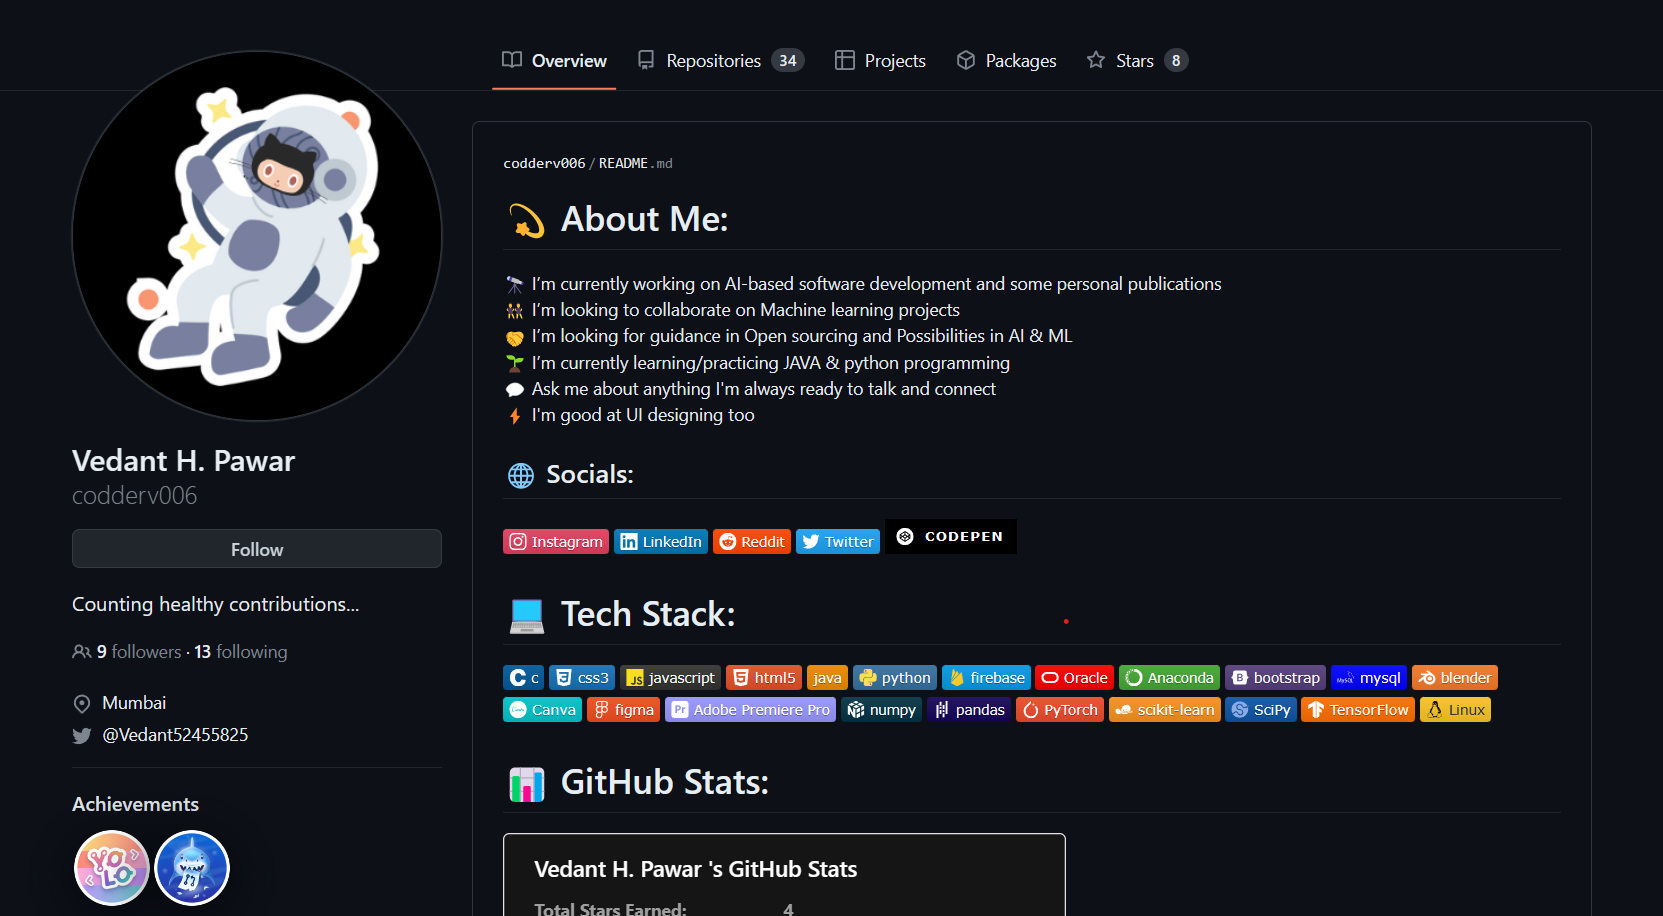 Overview
Repositories 34
Projects
Packages
Stars 8
Vedant H. Pawar
codderv006
Follow
Counting healthy contributions...
9 followers · 13 following
Mumbai
@Vedant52455825
Achievements
YOLO
codderv006/README.md
About Me:
I’m currently working on AI-based software development and some personal publications
I’m looking to collaborate on Machine learning projects
I’m looking for guidance in Open sourcing and Possibilities in AI & ML
I’m currently learning/practicing JAVA & python programming
Ask me about anything I'm always ready to talk and connect
I'm good at UI designing too
Socials:
Instagram LinkedIn Reddit Twitter CODEPEN
Tech Stack:
C c css3 JS javascript html5 java python firebase Oracle Anaconda B bootstrap MySQL mysql blender
Canva Canva figma Pr Adobe Premiere Pro numpy pandas PyTorch scikit-learn SciPy TensorFlow Linux
GitHub Stats:
Vedant H. Pawar 's GitHub Stats
Total Stars Earned: 4